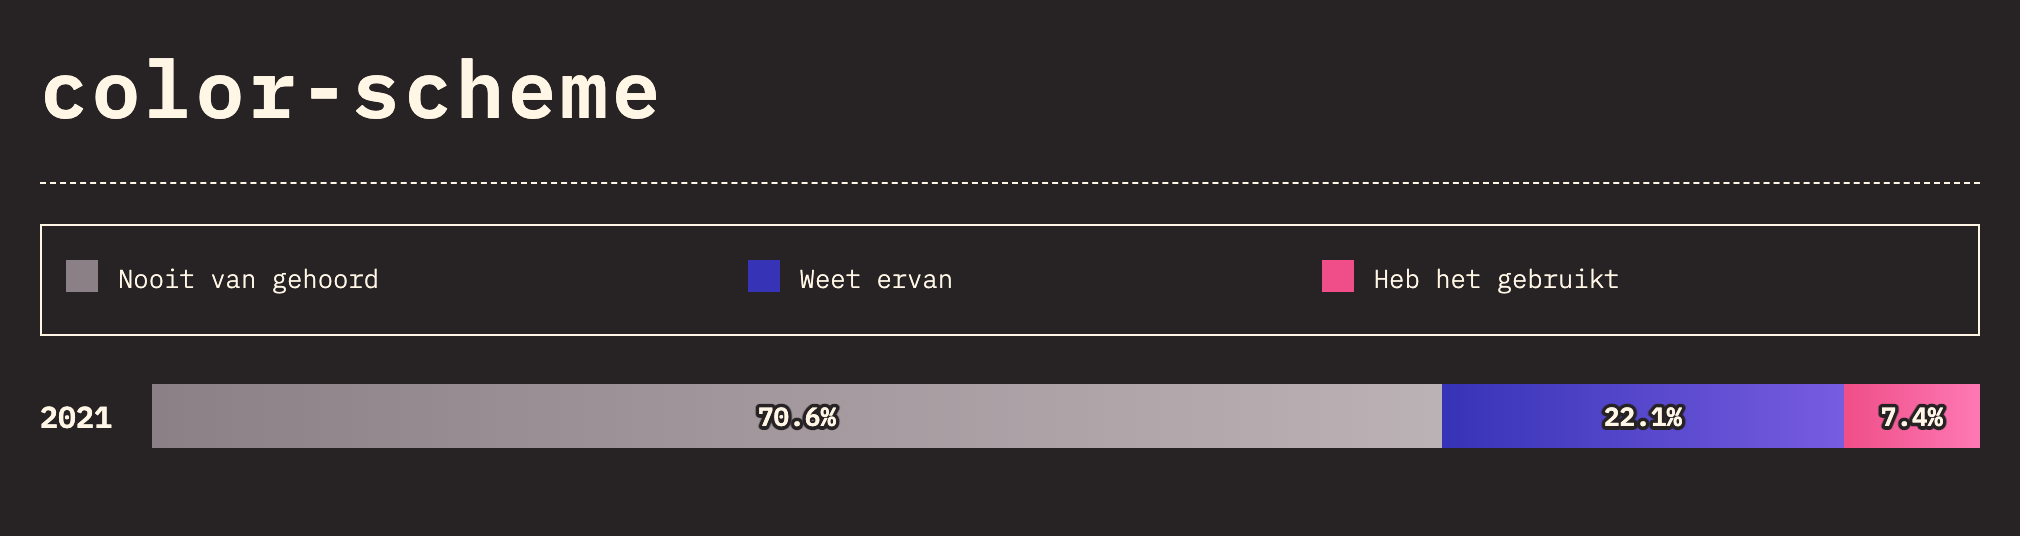 color-scheme
Nooit van gehoord Weet ervan Heb het gebruikt
2021 70.6% 22.1% 7.4%